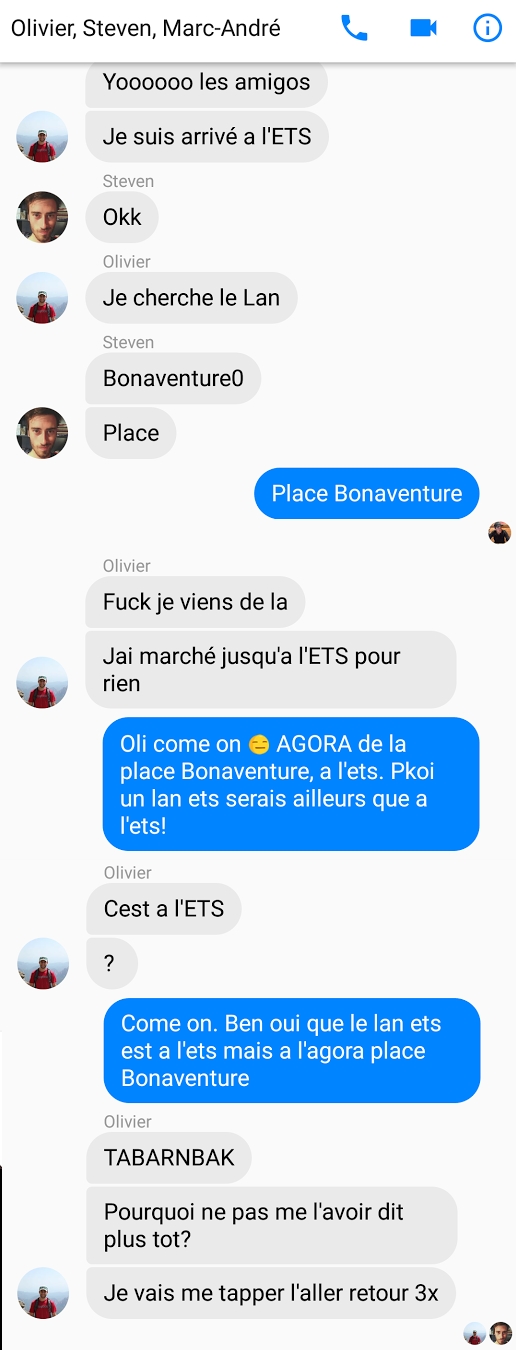 Olivier, Steven, Marc-André
Yoooooo les amigos
Je suis arrivé a l'ETS
Steven
Okk
Olivier
Je cherche le Lan
Steven
Bonaventure0
Place
Place Bonaventure
Olivier
Fuck je viens de la
Jai marché jusqu'a l'ETS pour
rien
Oli come on 😑 AGORA de la
place Bonaventure, a l'ets. Pkoi
un lan ets serais ailleurs que a
l'ets!
Olivier
Cest a l'ETS
?
Come on. Ben oui que le lan ets
est a l'ets mais a l'agora place
Bonaventure
Olivier
TABARNBAK
Pourquoi ne pas me l'avoir dit
plus tot?
Je vais me tapper l'aller retour 3x